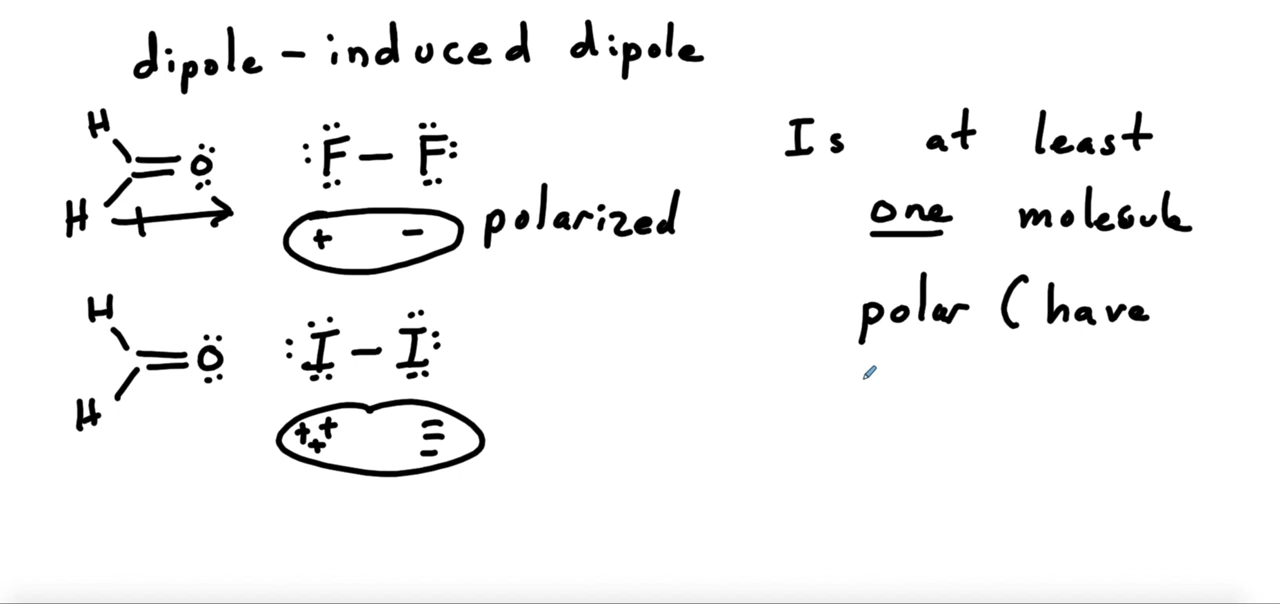 dipole - induced dipole
H
H
=Ö:
:F - F:
+ - polarized
H
H
=Ö:
:I - I:
+++ ---
Is at least
one molecule
polar (have